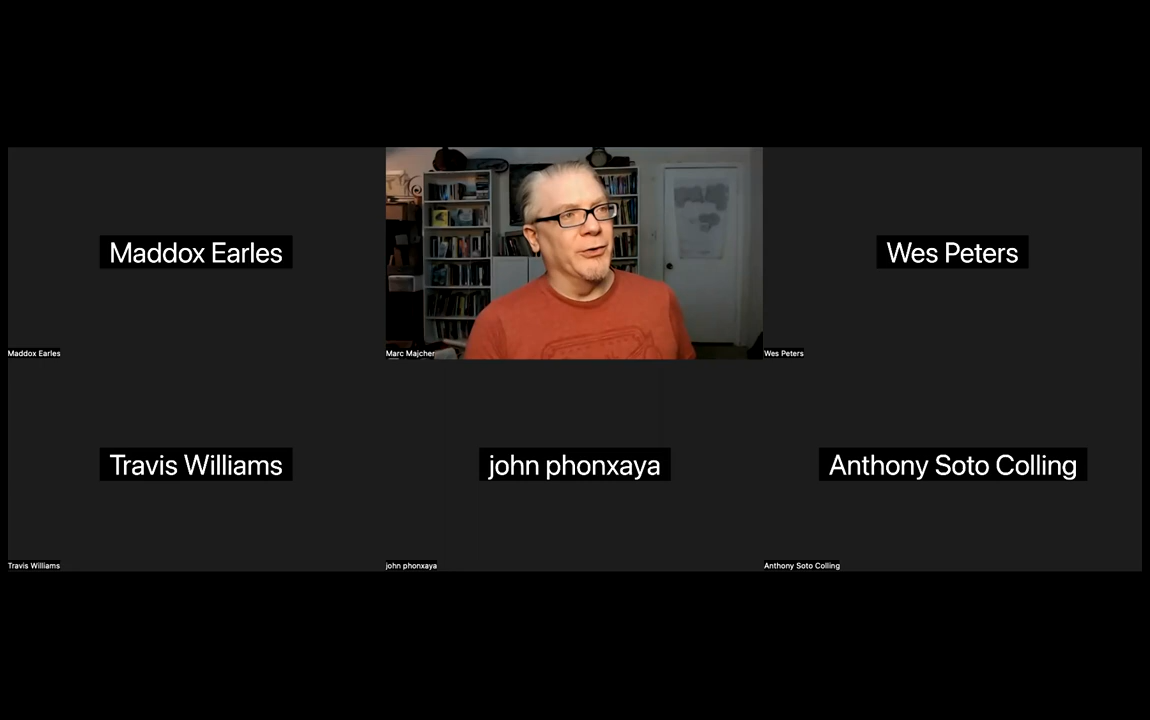 Maddox Earles
Wes Peters
Maddox Earles
Marc Majcher
Wes Peters
Travis Williams
john phonxaya
Anthony Soto Colling
Travis Williams
john phonxaya
Anthony Soto Colling